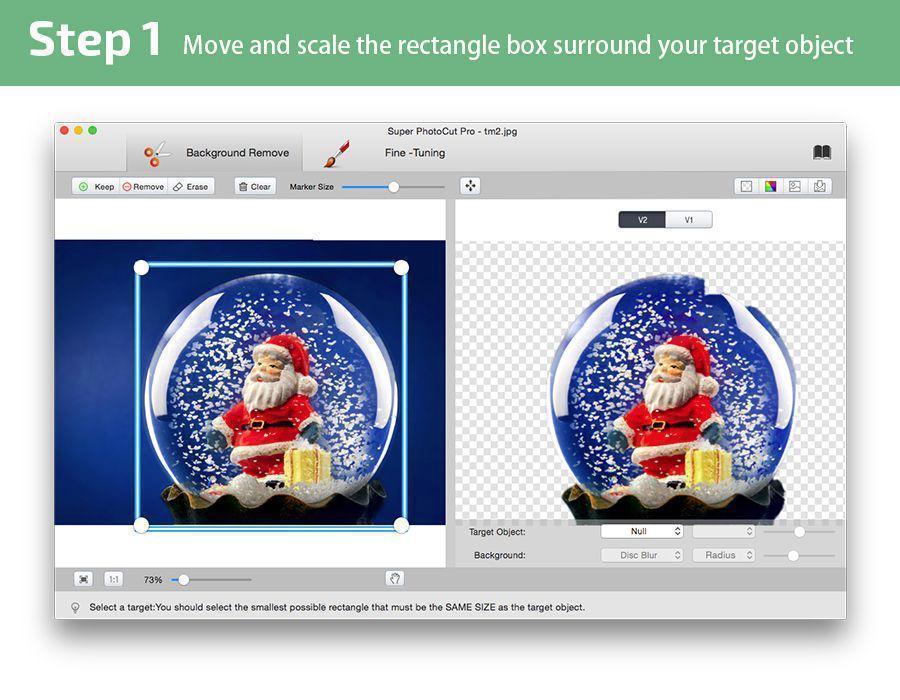 Step 1 Move and scale the rectangle box surround your target object
Super PhotoCut Pro - tm2.jpg
Background Remove
Fine -Tuning
Keep Remove Erase Clear Marker Size
V2 V1
Target Object: Null
Background: Disc Blur Radius
1:1 73%
Select a target:You should select the smallest possible rectangle that must be the SAME SIZE as the target object.